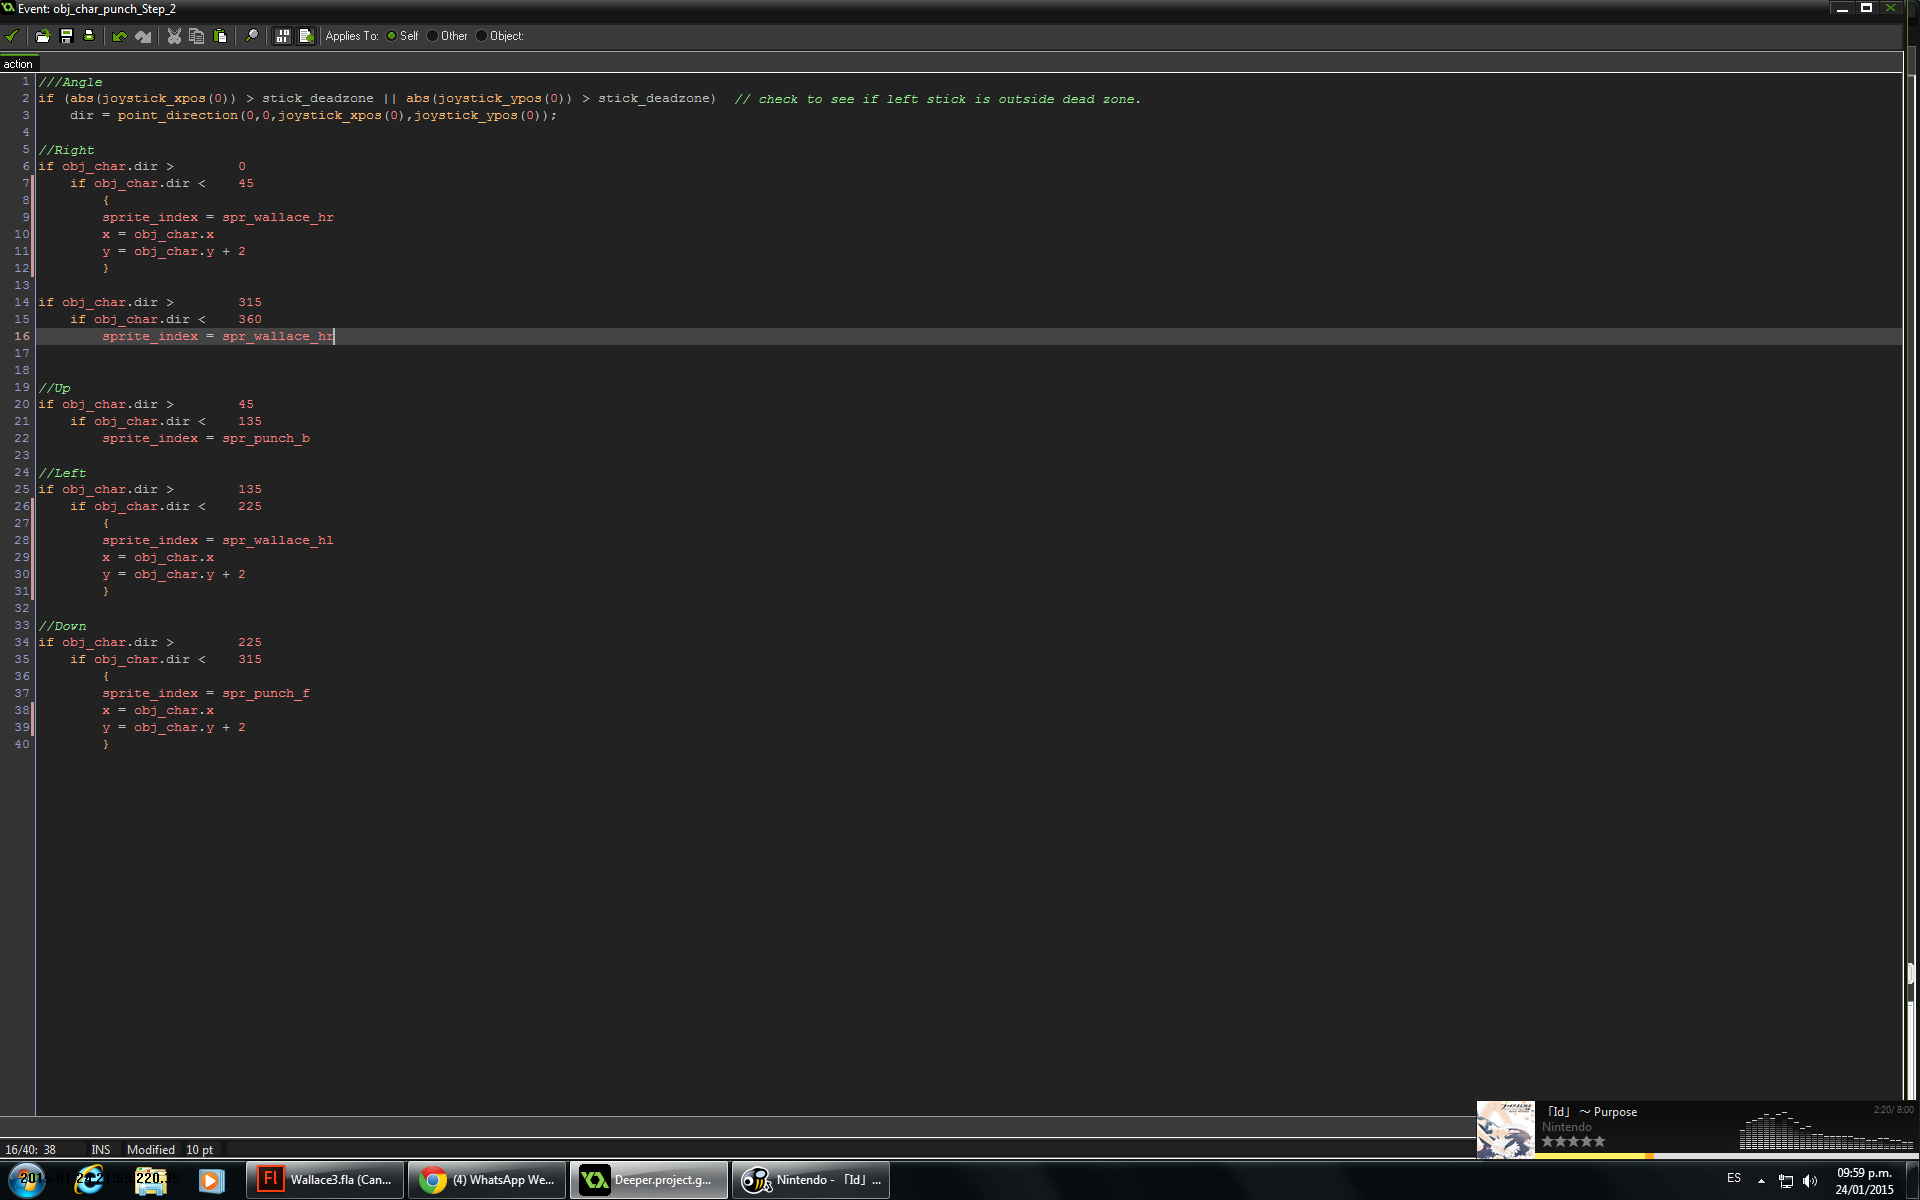 Event: obj_char_punch_Step_2
Applies To: Self Other Object:
action
1 ///Angle
2 if (abs(joystick_xpos(0)) > stick_deadzone || abs(joystick_ypos(0)) > stick_deadzone) // check to see if left stick is outside dead zone.
3 dir = point_direction(0,0,joystick_xpos(0),joystick_ypos(0));
4
5 //Right
6 if obj_char.dir > 0
7 if obj_char.dir < 45
8 {
9 sprite_index = spr_wallace_hr
10 x = obj_char.x
11 y = obj_char.y + 2
12 }
13
14 if obj_char.dir > 315
15 if obj_char.dir < 360
16 sprite_index = spr_wallace_hr
17
18
19 //Up
20 if obj_char.dir > 45
21 if obj_char.dir < 135
22 sprite_index = spr_punch_b
23
24 //Left
25 if obj_char.dir > 135
26 if obj_char.dir < 225
27 {
28 sprite_index = spr_wallace_hl
29 x = obj_char.x
30 y = obj_char.y + 2
31 }
32
33 //Down
34 if obj_char.dir > 225
35 if obj_char.dir < 315
36 {
37 sprite_index = spr_punch_f
38 x = obj_char.x
39 y = obj_char.y + 2
40 }
「Id」 ～ Purpose
2:20/ 8:00
Nintendo
16/40: 38 INS Modified 10 pt
Fl Wallace3.fla (Can...
(4) WhatsApp We...
Deeper.project.g...
Nintendo - 「Id」 ...
ES
09:59 p.m.
24/01/2015